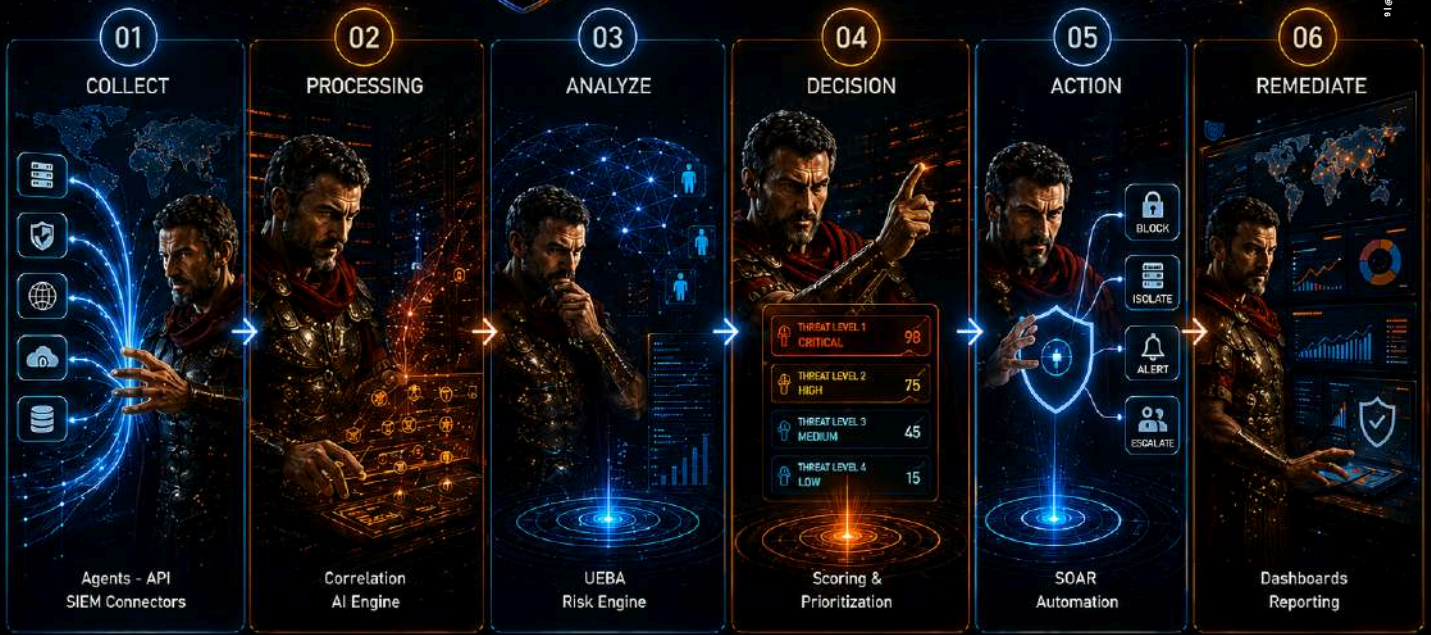 01
COLLECT
Agents - API
SIEM Connectors
02
PROCESSING
Correlation
AI Engine
03
ANALYZE
UEBA
Risk Engine
04
DECISION
THREAT LEVEL 1
CRITICAL
98
THREAT LEVEL 2
HIGH
75
THREAT LEVEL 3
MEDIUM
45
THREAT LEVEL 4
LOW
15
Scoring &
Prioritization
05
ACTION
BLOCK
ISOLATE
ALERT
ESCALATE
SOAR
Automation
06
REMEDIATE
Dashboards
Reporting